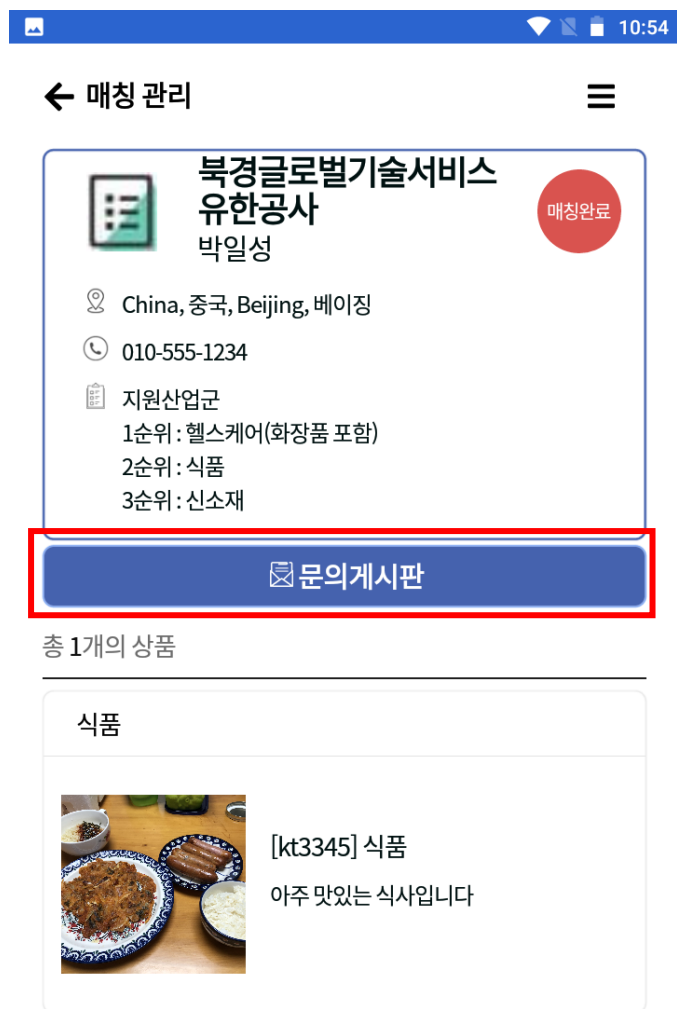 10:54
매칭 관리
북경글로벌기술서비스
유한공사
매칭완료
박일성
China, 중국, Beijing, 베이징
010-555-1234
지원산업군
1순위 : 헬스케어(화장품 포함)
2순위 : 식품
3순위 : 신소재
문의게시판
총 1개의 상품
식품
[kt3345] 식품
아주 맛있는 식사입니다